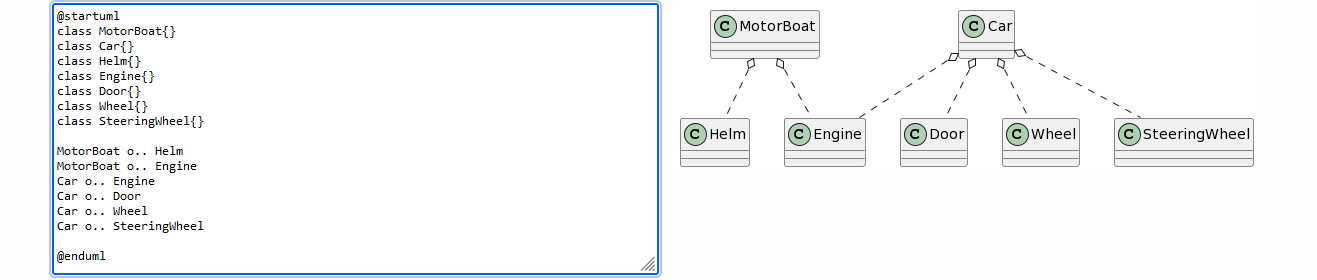 @startuml
class MotorBoat{}
class Car{}
class Helm{}
class Engine{}
class Door{}
class Wheel{}
class SteeringWheel{}
MotorBoat o.. Helm
MotorBoat o.. Engine
Car o.. Engine
Car o.. Door
Car o.. Wheel
Car o.. SteeringWheel
@enduml
C MotorBoat
C Car
C Helm
C Engine
C Door
C Wheel
C SteeringWheel